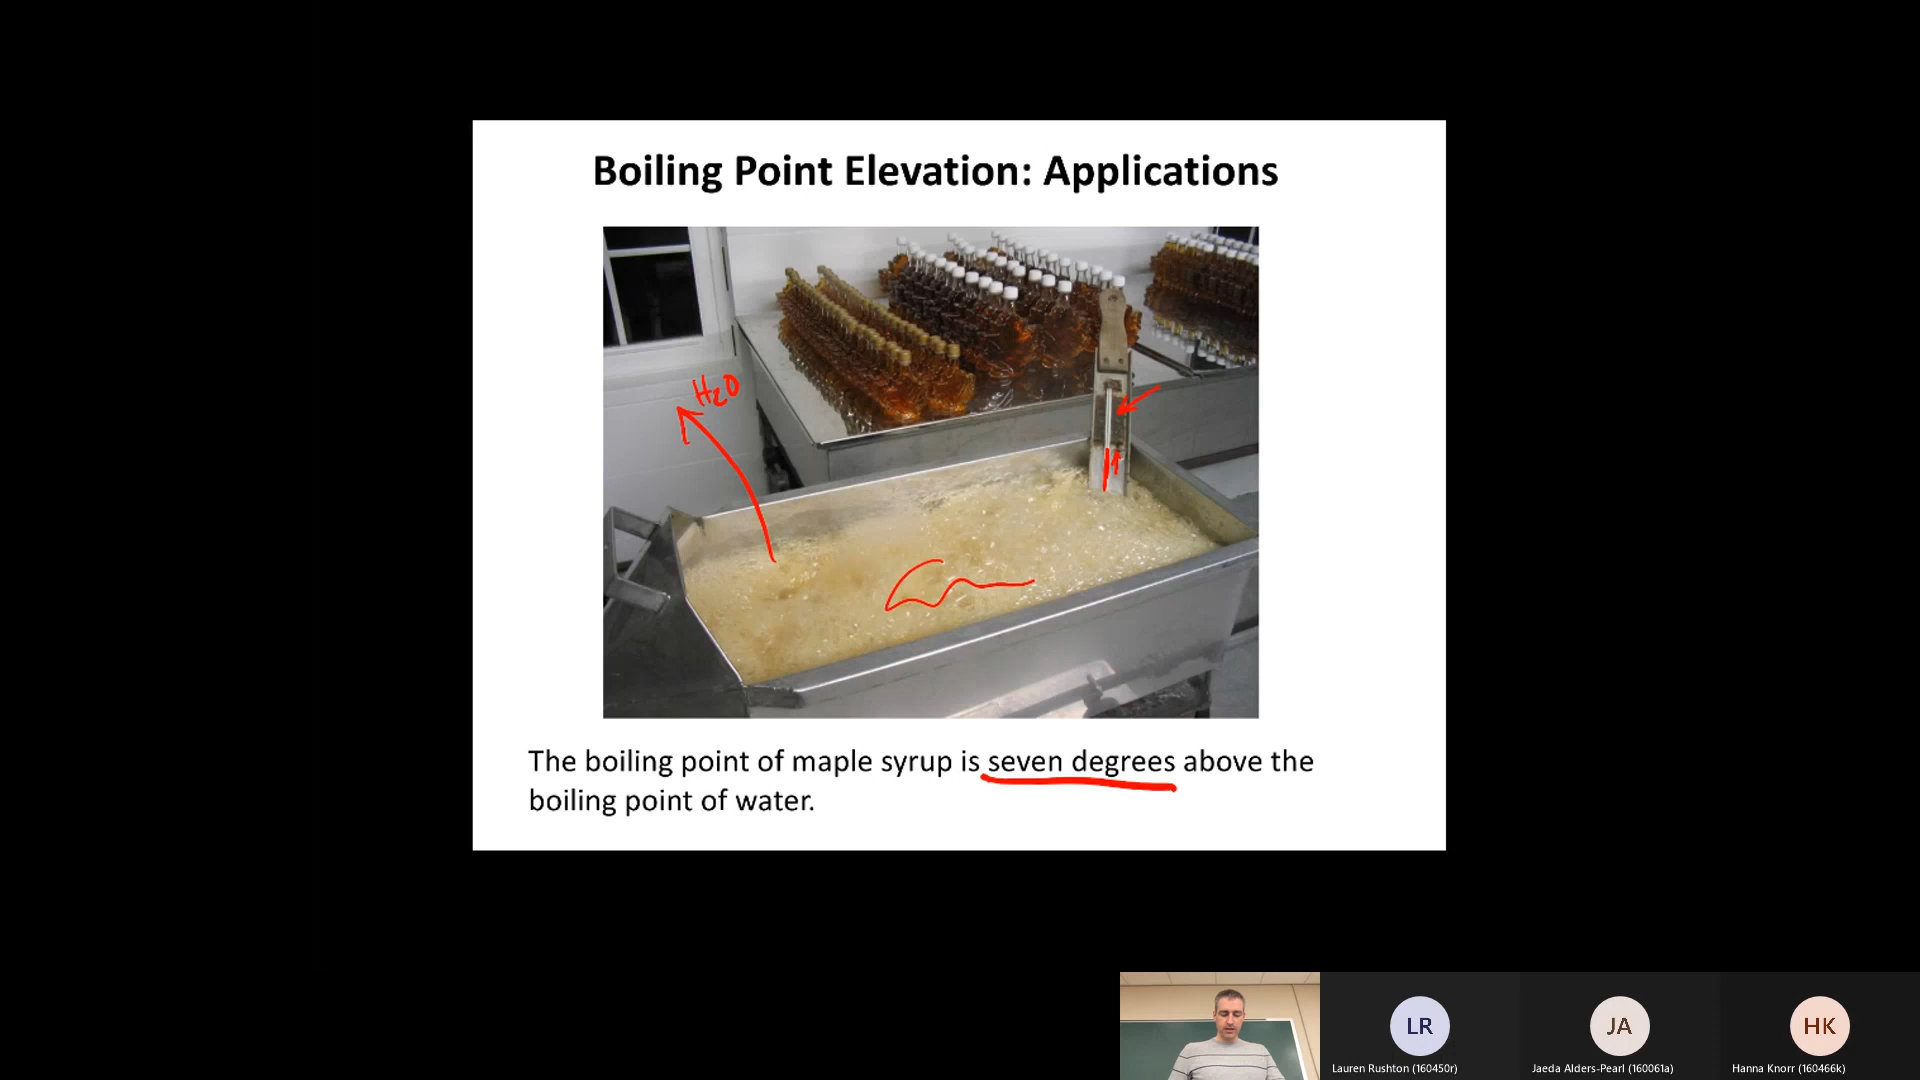 Boiling Point Elevation: Applications
H2O
The boiling point of maple syrup is seven degrees above the
boiling point of water.
LR
JA
HK
Lauren Rushton (160450r)
Jaeda Alders-Pearl (160061a)
Hanna Knorr (160466k)